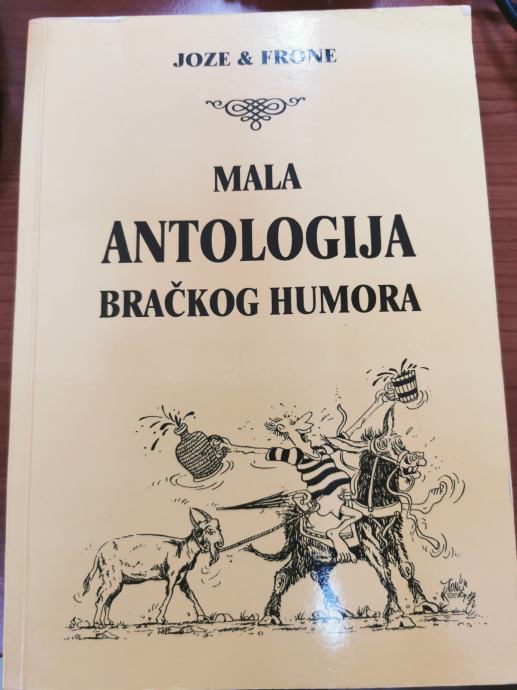 JOZE & FRONE
MALA
ANTOLOGIJA
BRAČKOG HUMORA